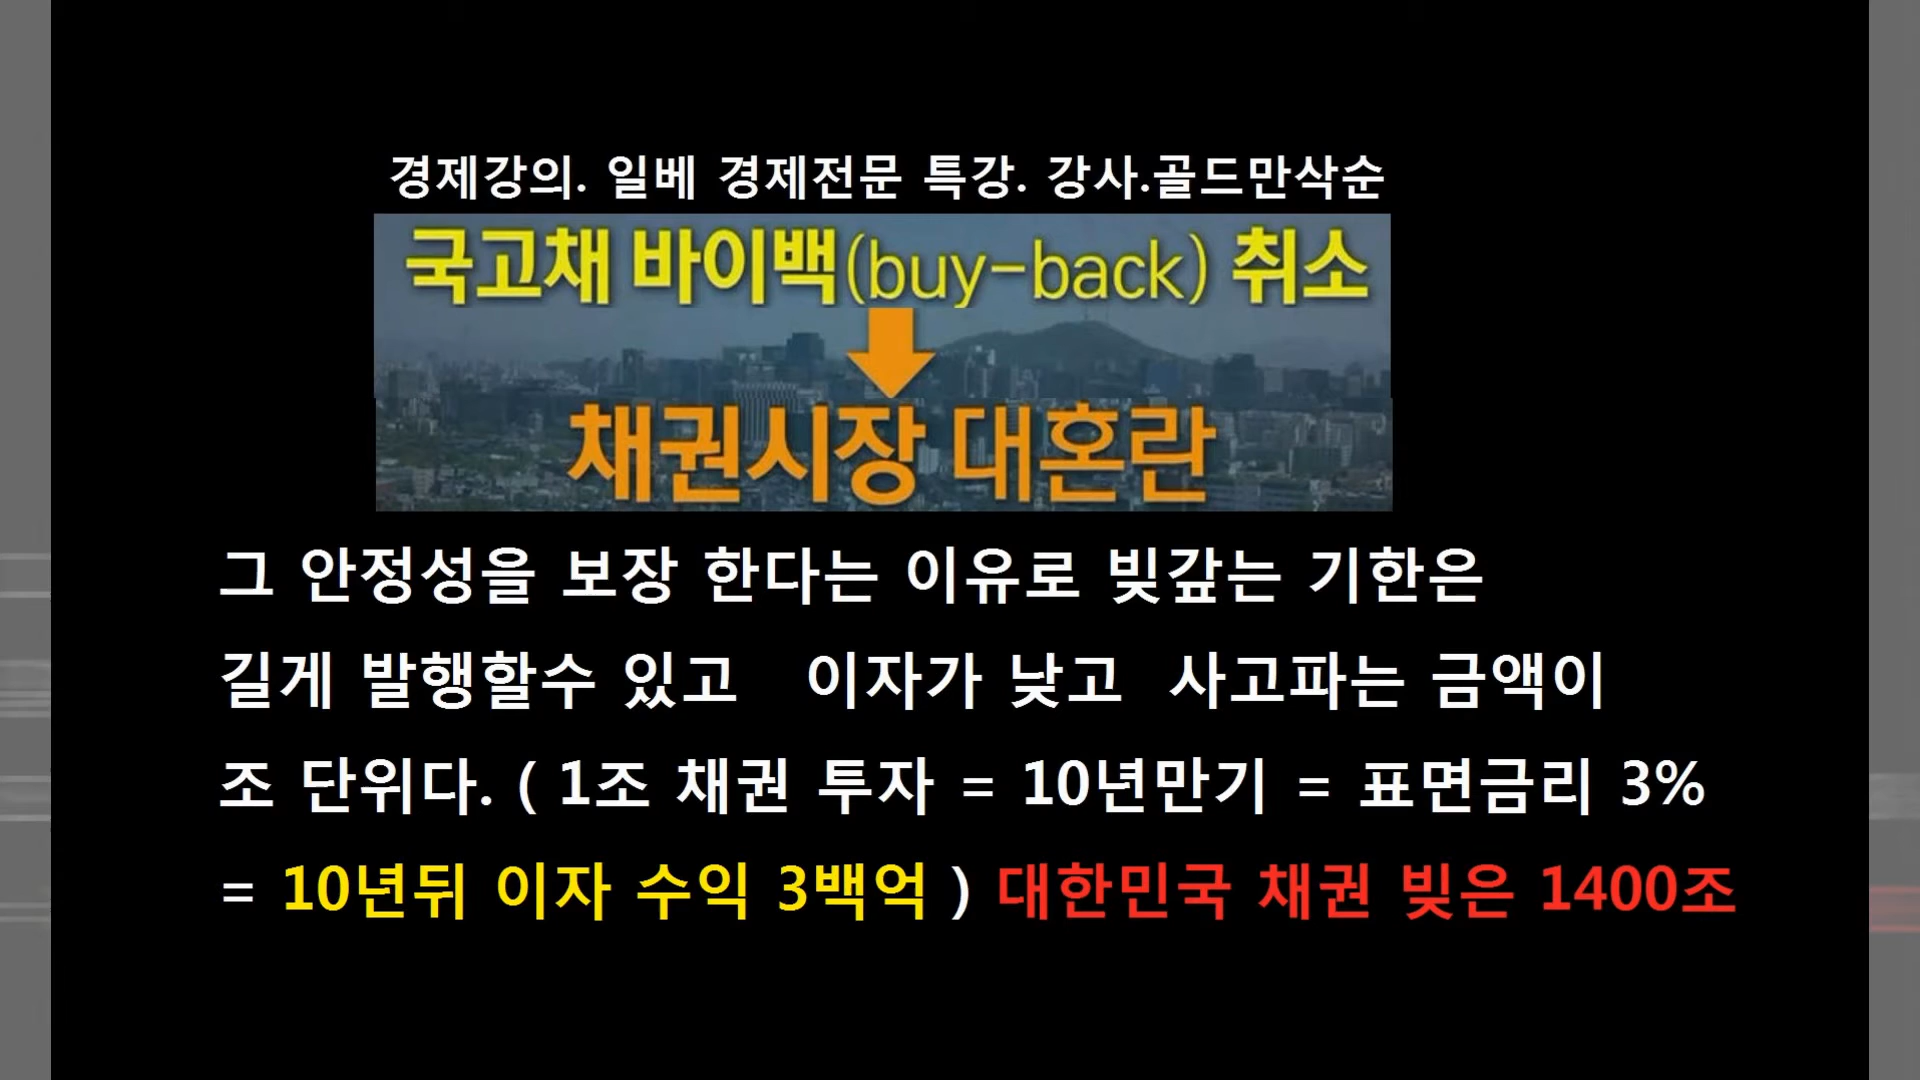 경제강의. 일베 경제전문 특강. 강사.골드만삭순
국고채 바이백(buy-back) 취소
채권시장 대혼란
그 안정성을 보장 한다는 이유로 빚갚는 기한은
길게 발행할수 있고 이자가 낮고 사고파는 금액이
조 단위다. ( 1조 채권 투자 = 10년만기 = 표면금리 3%
= 10년뒤 이자 수익 3백억 ) 대한민국 채권 빚은 1400조